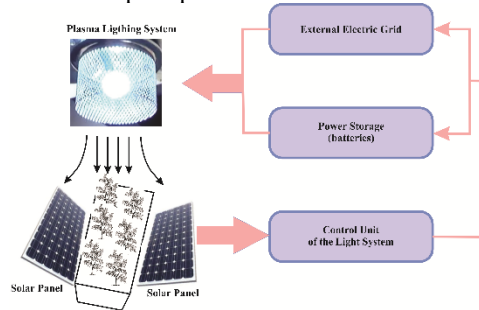 Plasma Ligthing System
External Electric Grid
Power Storage
(batteries)
Control Unit
of the Light System
Solar Panel
Solar Panel